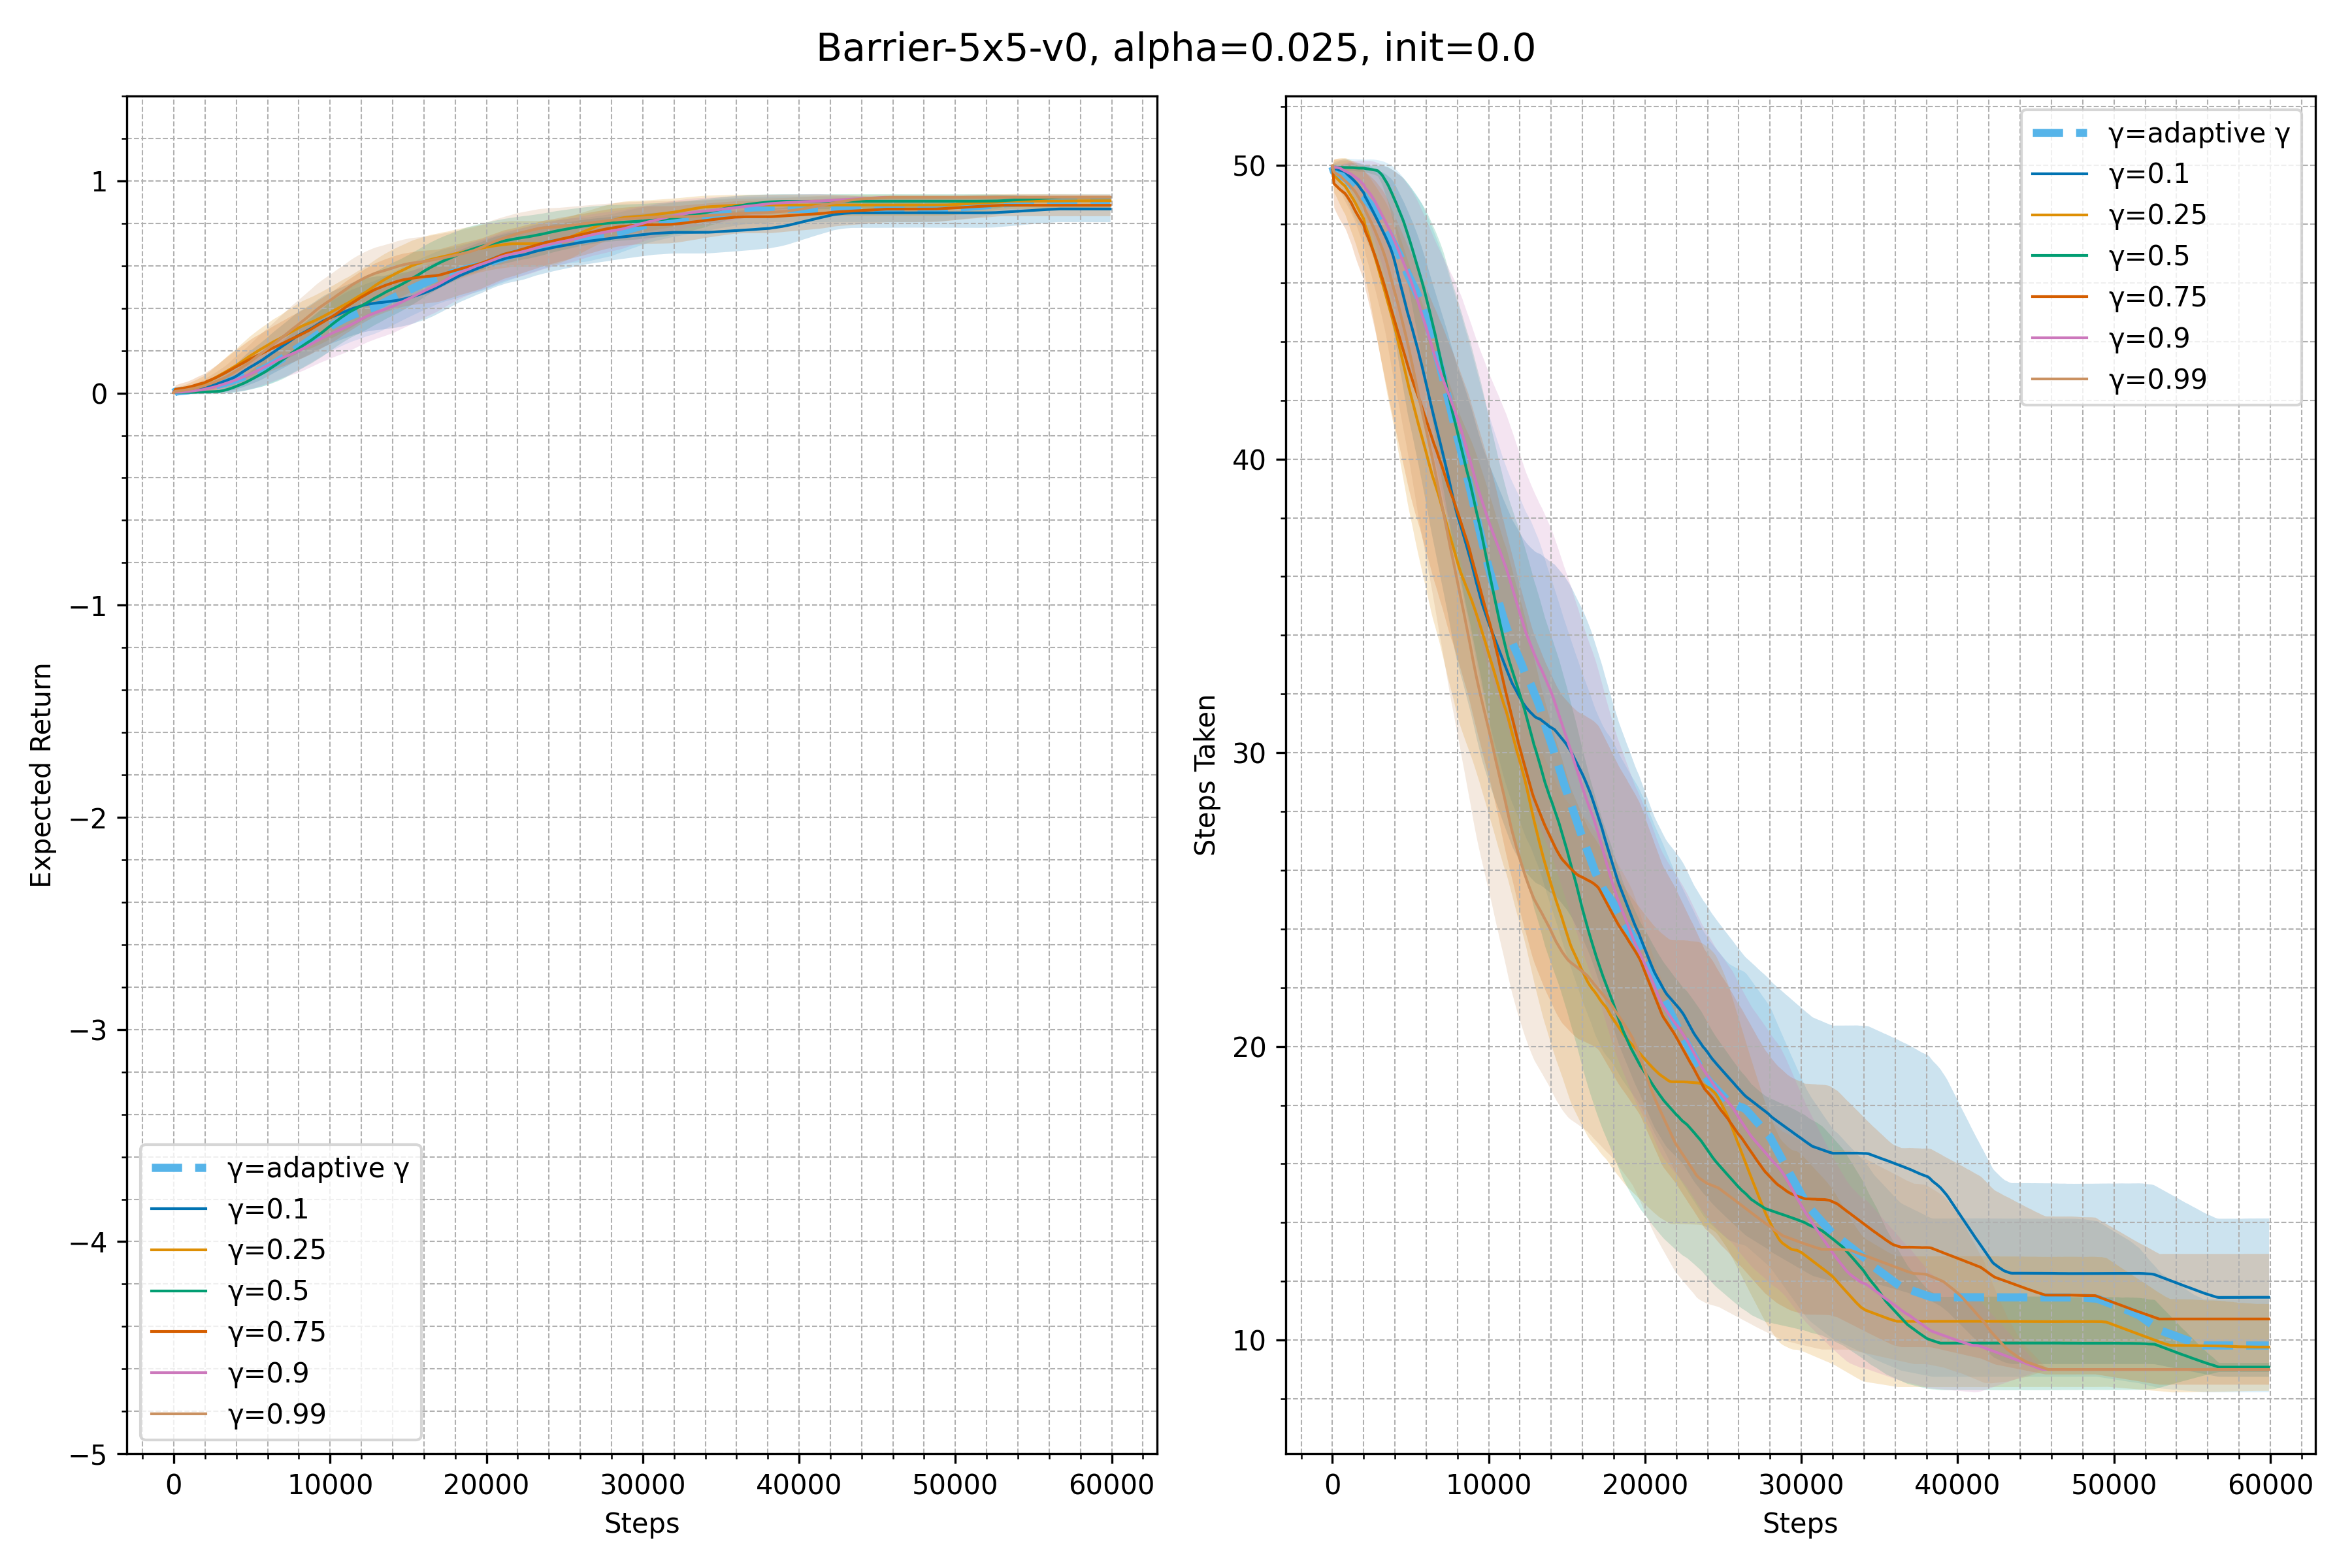 Barrier-5x5-v0, alpha=0.025, init=0.0
Expected Return
1
0
−1
−2
−3
−4
−5
γ=adaptive γ
γ=0.1
γ=0.25
γ=0.5
γ=0.75
γ=0.9
γ=0.99
0 10000 20000 30000 40000 50000 60000
Steps
Steps Taken
50
40
30
20
10
γ=adaptive γ
γ=0.1
γ=0.25
γ=0.5
γ=0.75
γ=0.9
γ=0.99
0 10000 20000 30000 40000 50000 60000
Steps